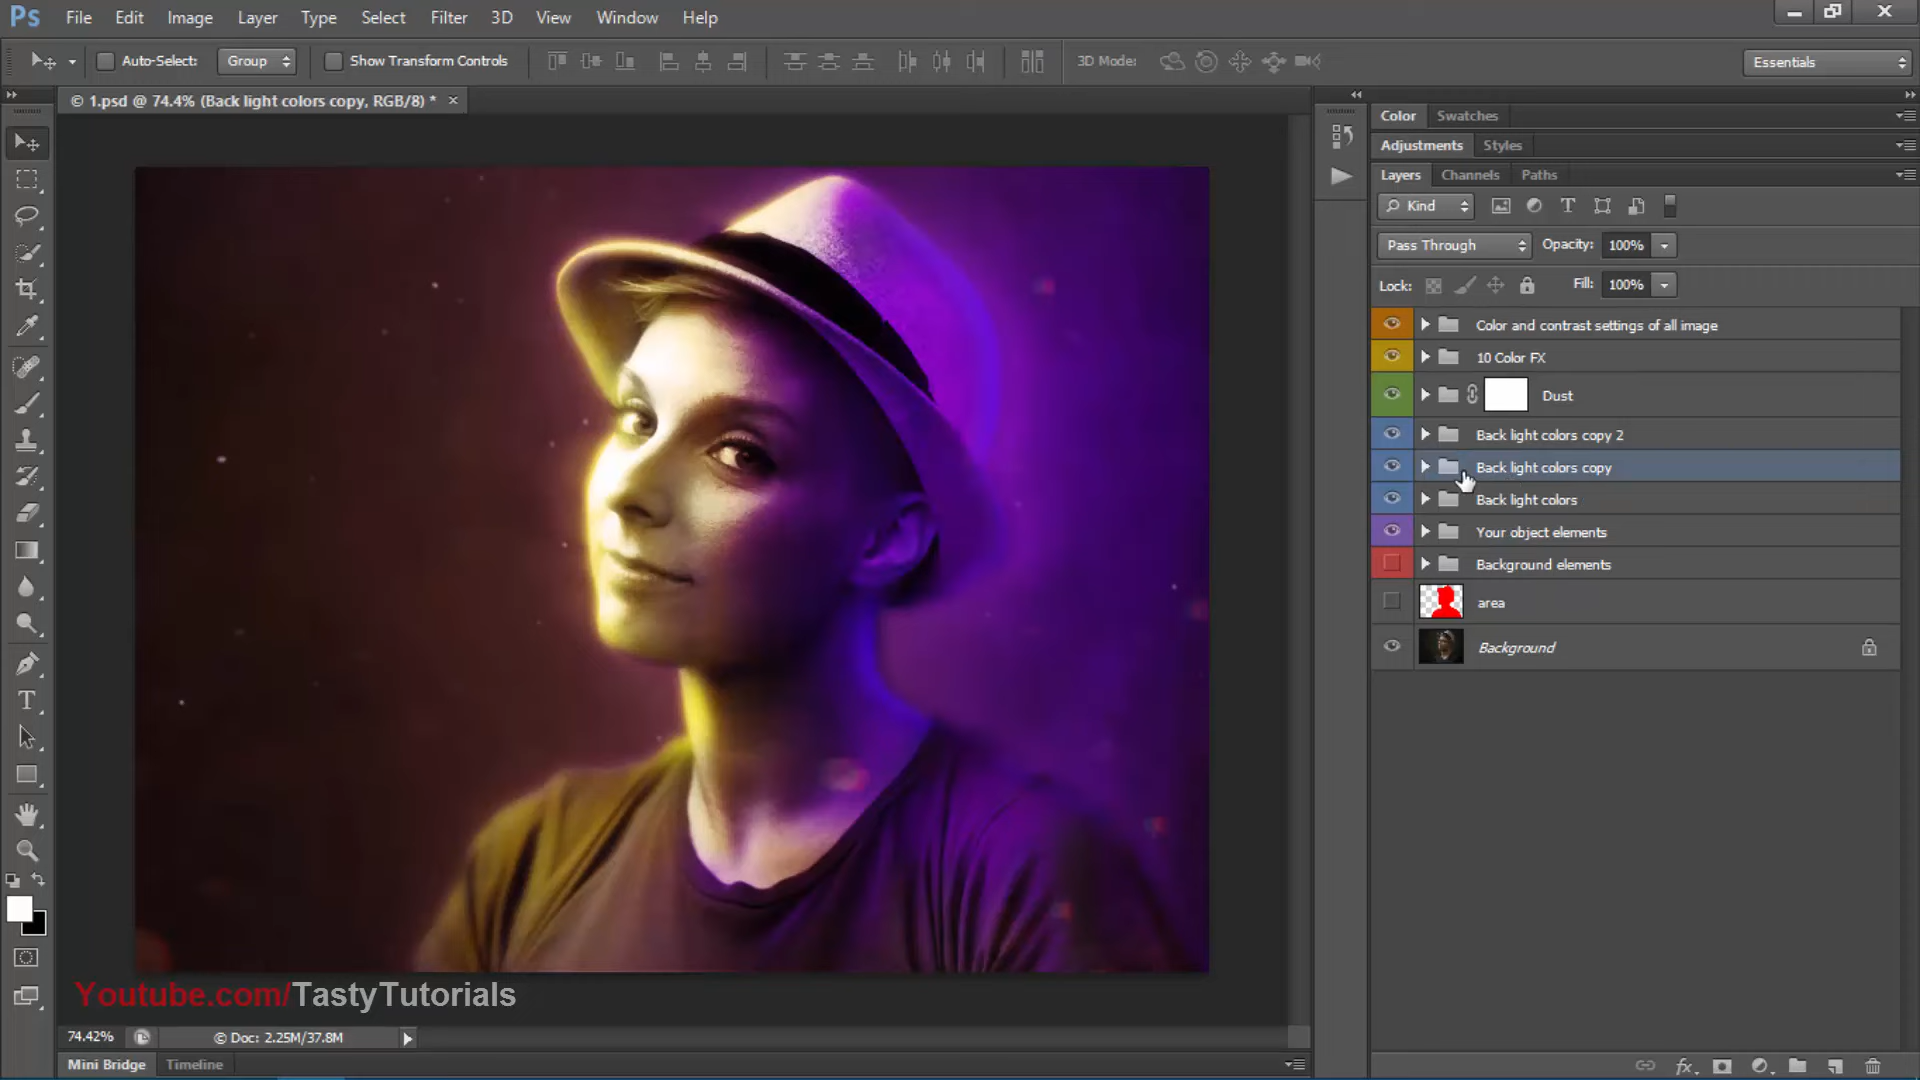 Ps File Edit Image Layer Type Select Filter 3D View Window Help
Auto-Select: Group Show Transform Controls 3D Mode: Essentials
© 1.psd @ 74.4% (Back light colors copy, RGB/8) * ×
Color Swatches
Adjustments Styles
Layers Channels Paths
Kind
Pass Through Opacity: 100%
Lock: Fill: 100%
Color and contrast settings of all image
10 Color FX
Dust
Back light colors copy 2
Back light colors copy
Back light colors
Your object elements
Background elements
area
Background
Youtube.com/TastyTutorials
74.42% © Doc: 2.25M/37.8M
Mini Bridge Timeline
fx